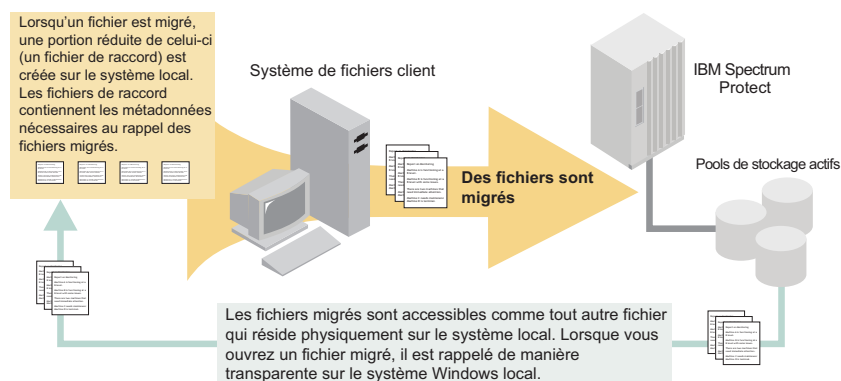 Lorsqu'un fichier est migré,
une portion réduite de celui-ci
(un fichier de raccord) est
créée sur le système local.
Les fichiers de raccord
contiennent les métadonnées
nécessaires au rappel des
fichiers migrés.
Système de fichiers client
IBM Spectrum
Protect
Pools de stockage actifs
Des fichiers sont
migrés
Les fichiers migrés sont accessibles comme tout autre fichier
qui réside physiquement sur le système local. Lorsque vous
ouvrez un fichier migré, il est rappelé de manière
transparente sur le système Windows local.